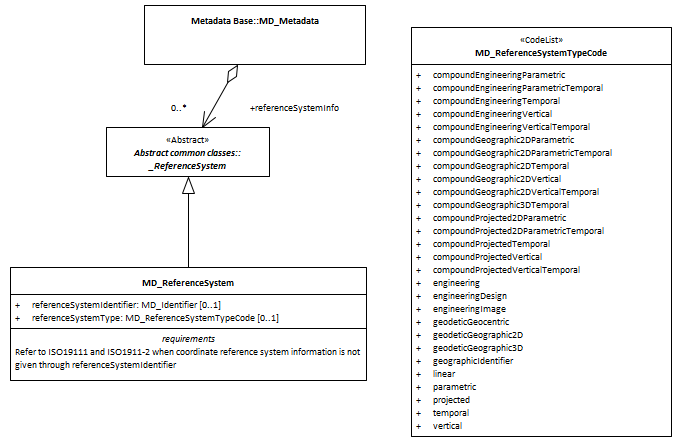 Metadata Base::MD_Metadata
0..*
+referenceSystemInfo
«Abstract»
Abstract common classes::
_ReferenceSystem
MD_ReferenceSystem
+ referenceSystemIdentifier: MD_Identifier [0..1]
+ referenceSystemType: MD_ReferenceSystemTypeCode [0..1]
requirements
Refer to ISO19111 and ISO1911-2 when coordinate reference system information is not
given through referenceSystemIdentifier
«CodeList»
MD_ReferenceSystemTypeCode
+ compoundEngineeringParametric
+ compoundEngineeringParametricTemporal
+ compoundEngineeringTemporal
+ compoundEngineeringVertical
+ compoundEngineeringVerticalTemporal
+ compoundGeographic2DParametric
+ compoundGeographic2DParametricTemporal
+ compoundGeographic2DTemporal
+ compoundGeographic2DVertical
+ compoundGeographic2DVerticalTemporal
+ compoundGeographic3DTemporal
+ compoundProjected2DParametric
+ compoundProjected2DParametricTemporal
+ compoundProjectedTemporal
+ compoundProjectedVertical
+ compoundProjectedVerticalTemporal
+ engineering
+ engineeringDesign
+ engineeringImage
+ geodeticGeocentric
+ geodeticGeographic2D
+ geodeticGeographic3D
+ geographicIdentifier
+ linear
+ parametric
+ projected
+ temporal
+ vertical